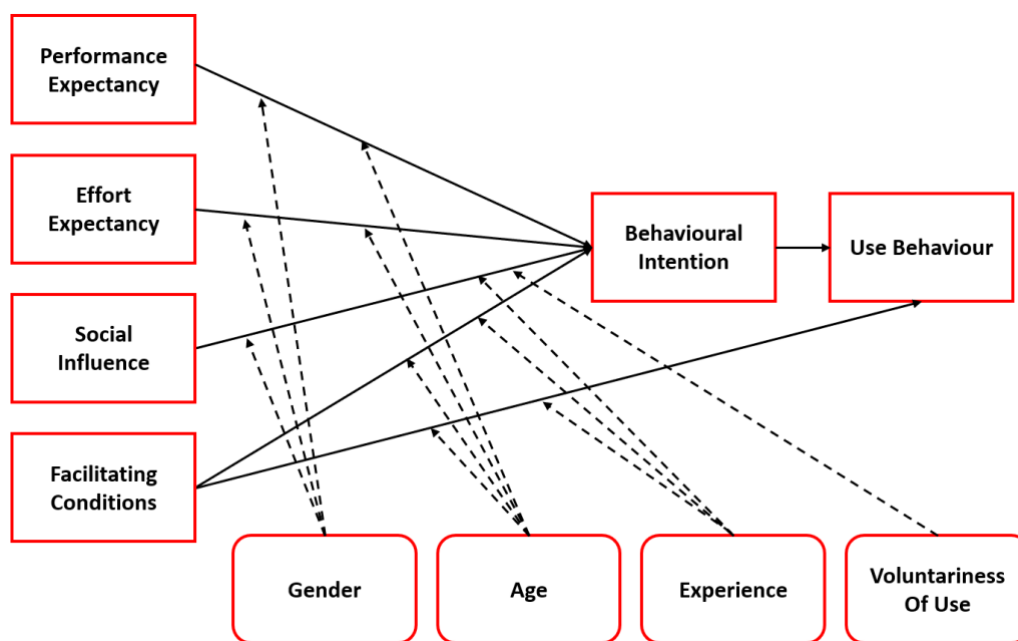 Performance
Expectancy
Effort
Expectancy
Behavioural
Intention
Use Behaviour
Social
Influence
Facilitating
Conditions
Gender
Age
Experience
Voluntariness
Of Use